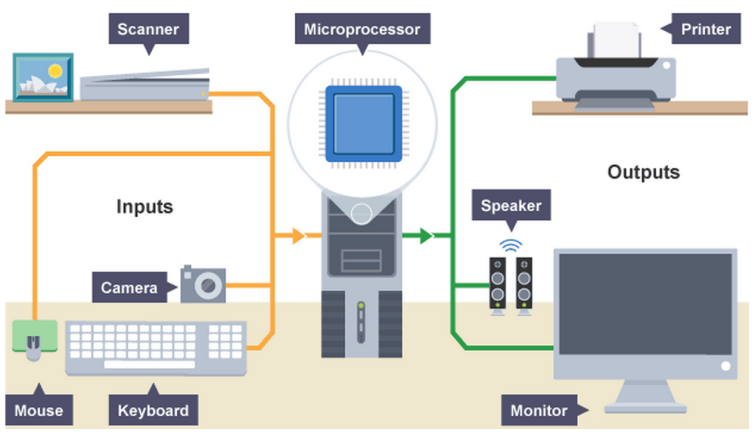 Scanner
Microprocessor
Printer
Inputs
Outputs
Speaker
Camera
Mouse
Keyboard
Monitor